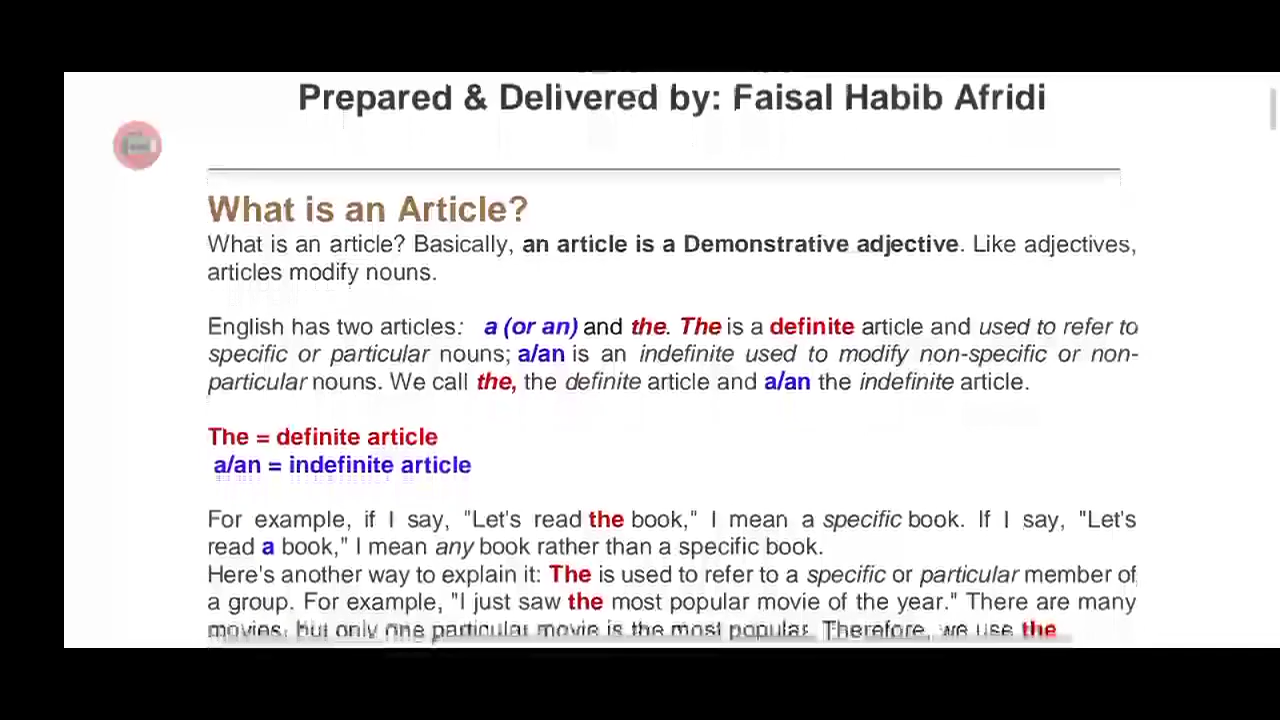 Prepared & Delivered by: Faisal Habib Afridi
What is an Article?
What is an article? Basically, an article is a Demonstrative adjective. Like adjectives,
articles modify nouns.
English has two articles: a (or an) and the. The is a definite article and used to refer to
specific or particular nouns; a/an is an indefinite used to modify non-specific or non-
particular nouns. We call the, the definite article and a/an the indefinite article.
The = definite article
a/an = indefinite article
For example, if I say, "Let's read the book," I mean a specific book. If I say, "Let's
read a book," I mean any book rather than a specific book.
Here's another way to explain it: The is used to refer to a specific or particular member of
a group. For example, "I just saw the most popular movie of the year." There are many
movies, but only one particular movie is the most popular. Therefore, we use the